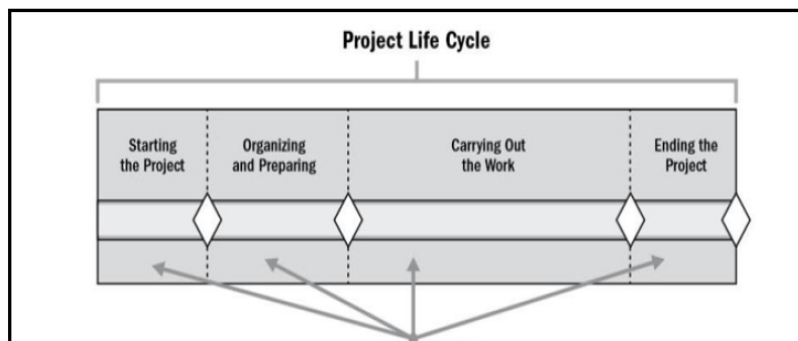 Project Life Cycle
Starting
the Project
Organizing
and Preparing
Carrying Out
the Work
Ending the
Project